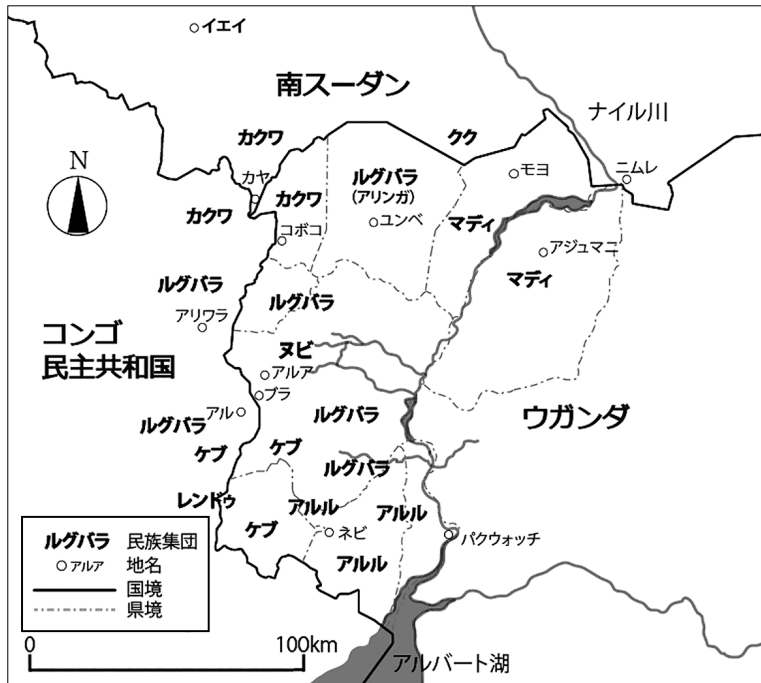 イエイ
南スーダン
ナイル川
カクワ
クク
カヤ
カクワ
ルグバラ
(アリンガ)
モヨ
ニムレ
N
カクワ
ユンベ
マディ
コボコ
アジュマニ
マディ
ルグバラ
ルグバラ
アリワラ
コンゴ
民主共和国
ヌビ
アルア
ブラ
アル
ルグバラ
ウガンダ
ルグバラ
ケブ
ケブ
ルグバラ
レンドゥ
アルル
アルル
ケブ
ネビ
パクウォッチ
アルル
ルグバラ 民族集団
アルア 地名
国境
県境
0 100km
アルバート湖